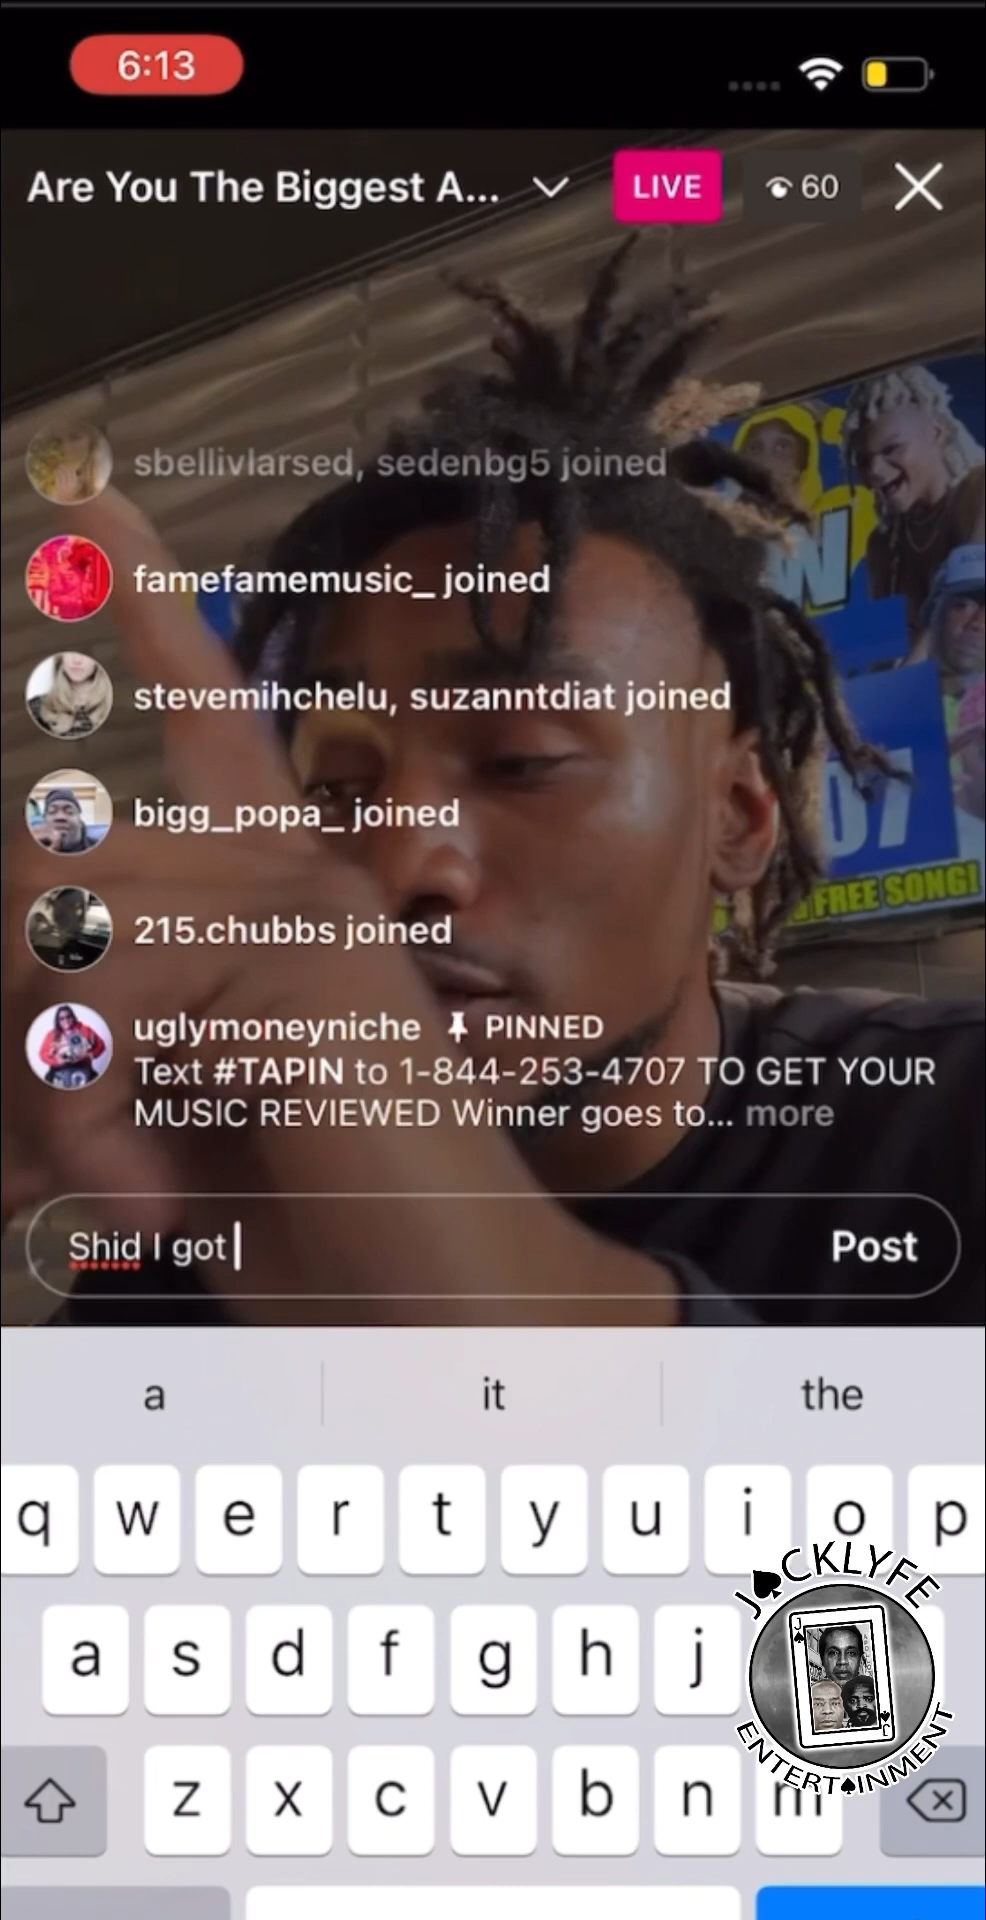 6:13
Are You The Biggest A...
LIVE
60
sbellivlarsed, sedenbg5 joined
famefamemusic_ joined
stevemihchelu, suzanntdiat joined
bigg_popa_ joined
215.chubbs joined
07
FREE SONG!
uglymoneyniche PINNED
Text #TAPIN to 1-844-253-4707 TO GET YOUR
MUSIC REVIEWED Winner goes to... more
Shid I got
Post
a it the
q w e r t y u i o p
a s d f g h j
z x c v b n m
JACKLYFE
ENTERTAINMENT